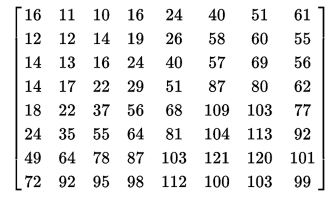 16 11 10 16 24 40 51 61
12 12 14 19 26 58 60 55
14 13 16 24 40 57 69 56
14 17 22 29 51 87 80 62
18 22 37 56 68 109 103 77
24 35 55 64 81 104 113 92
49 64 78 87 103 121 120 101
72 92 95 98 112 100 103 99